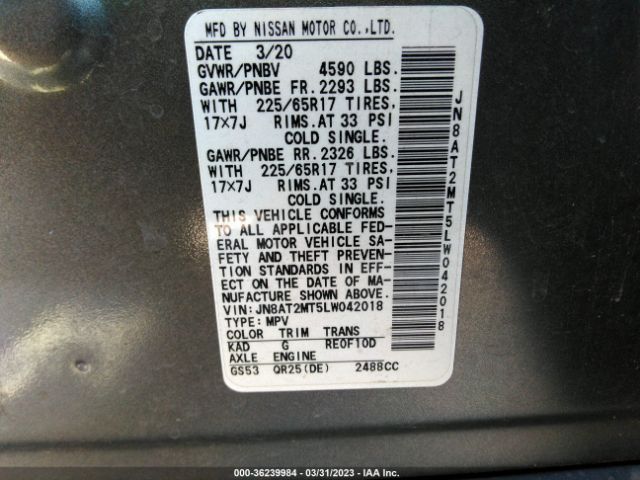 MFD BY NISSAN MOTOR CO.,LTD.
DATE 3/20
GVWR/PNBV 4590 LBS.
GAWR/PNBE FR. 2293 LBS.
WITH 225/65R17 TIRES,
17×7J RIMS.AT 33 PSI
COLD SINGLE.
GAWR/PNBE RR. 2326 LBS.
WITH 225/65R17 TIRES,
17×7J RIMS.AT 33 PSI
COLD SINGLE.
THIS VEHICLE CONFORMS
TO ALL APPLICABLE FED-
ERAL MOTOR VEHICLE SA-
FETY AND THEFT PREVEN-
TION STANDARDS IN EFF-
ECT ON THE DATE OF MA-
NUFACTURE SHOWN ABOVE.
VIN:JN8AT2MT5LW042018
TYPE:MPV
COLOR TRIM TRANS
KAD G RE0F10D
AXLE ENGINE
GS53 QR25(DE) 2488CC
JN8AT2MT5LW042018
000-36239984 - 03/31/2023 - IAA Inc.